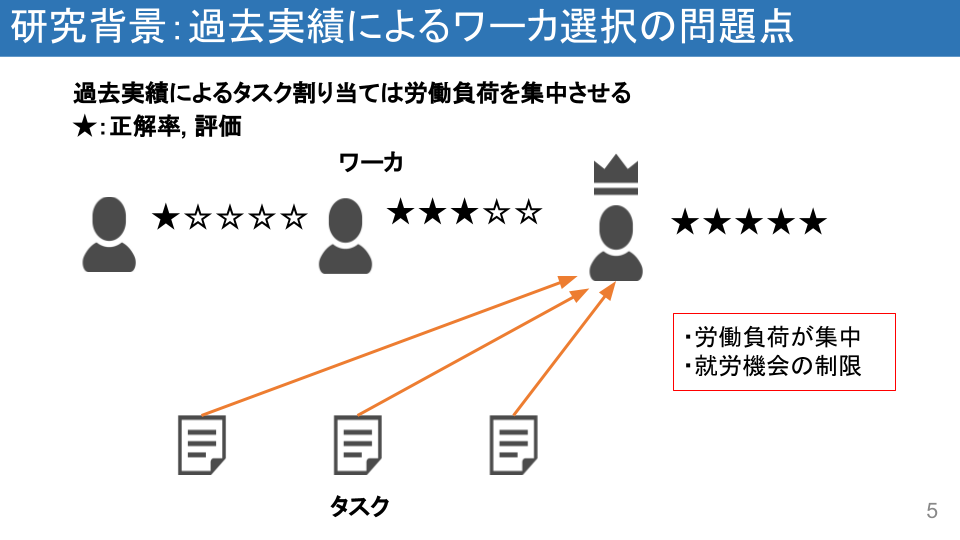 研究背景：過去実績によるワーカ選択の問題点
過去実績によるタスク割り当ては労働負荷を集中させる
★：正解率, 評価
ワーカ
★☆☆☆☆
★★★☆☆
★★★★★
・労働負荷が集中
・就労機会の制限
タスク
5